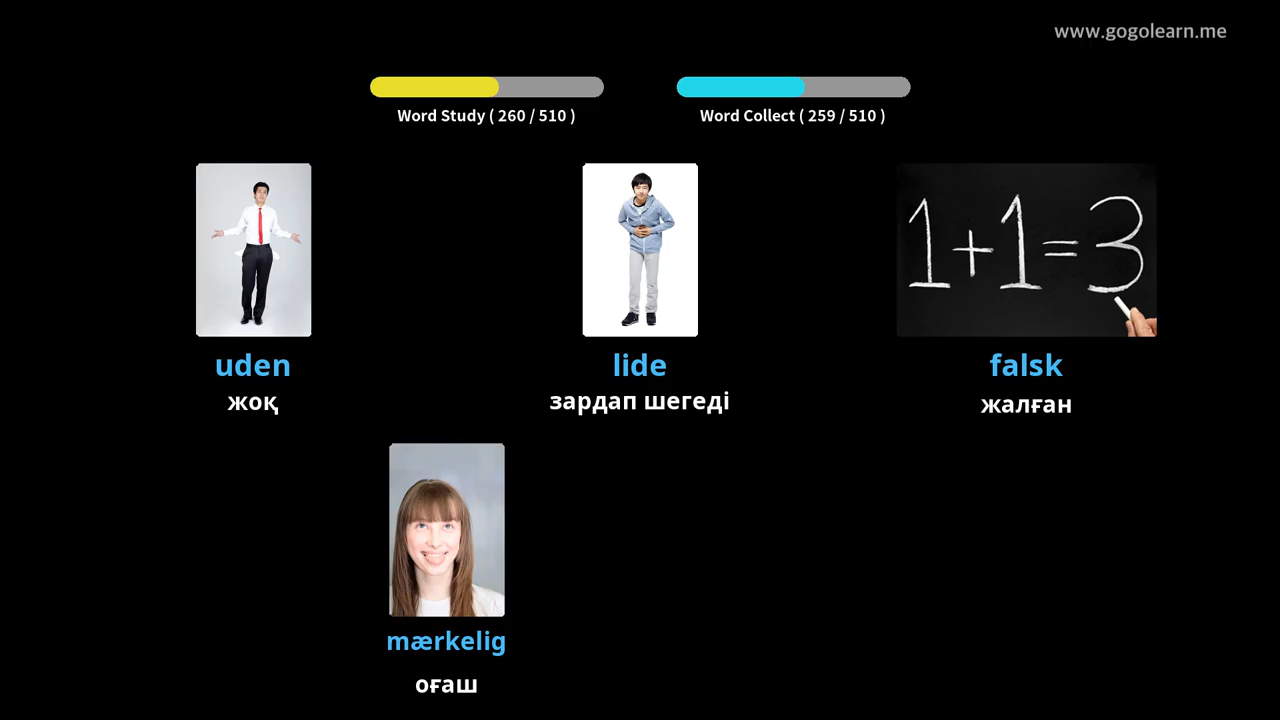 www.gogolearn.me
Word Study ( 260 / 510 )
Word Collect ( 259 / 510 )
1+1=3
uden
жоқ
lide
зардап шегеді
falsk
жалған
mærkelig
оғаш